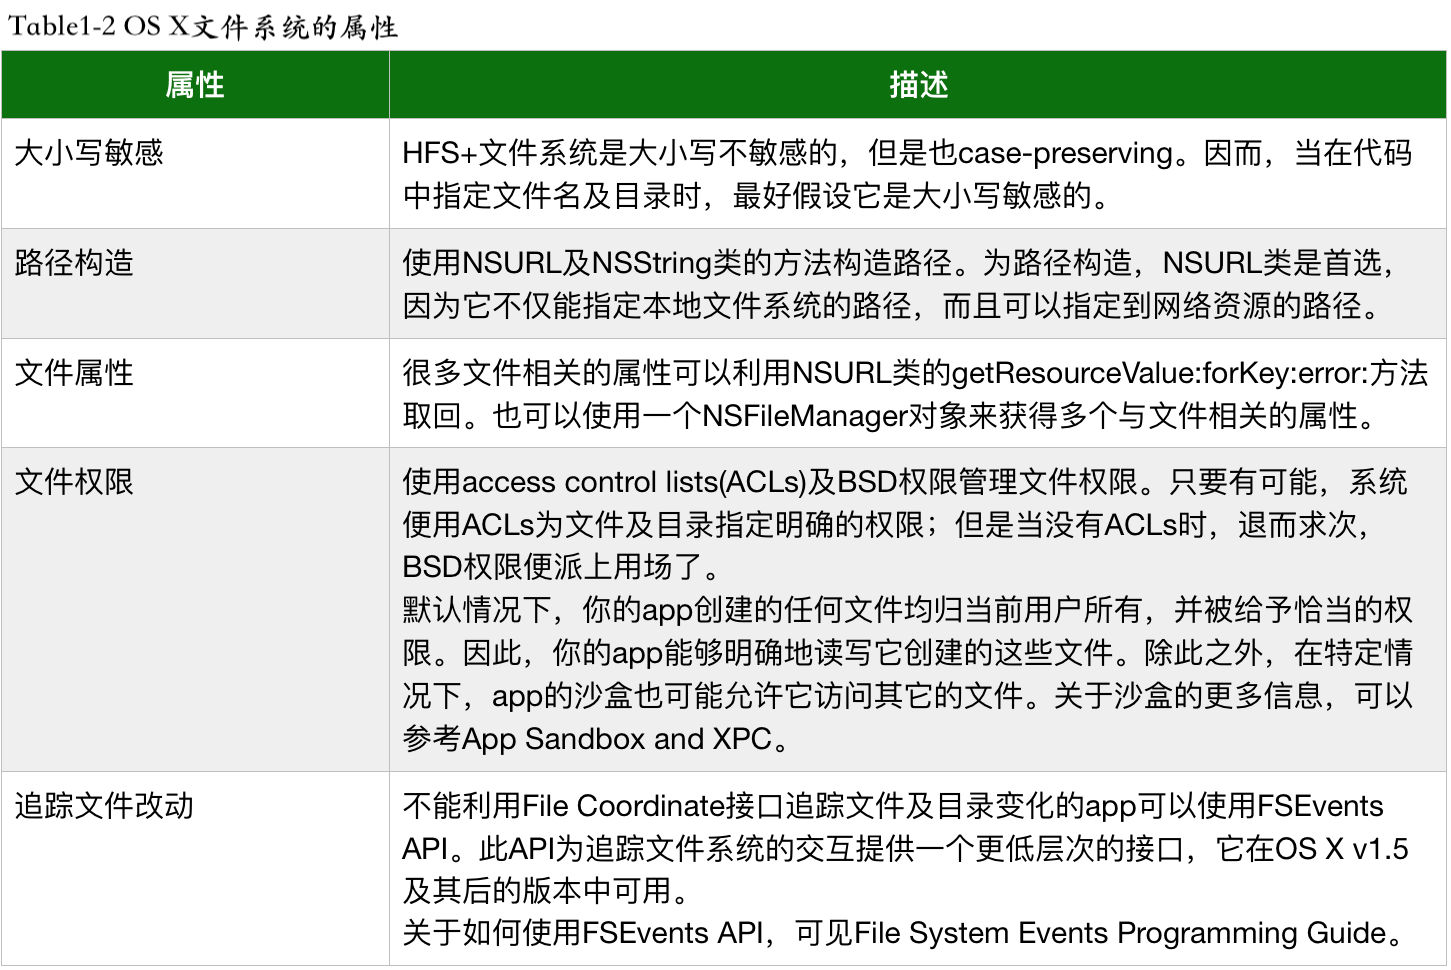 Table1-2 OS X文件系统的属性
属性
描述
大小写敏感
HFS+文件系统是大小写不敏感的，但是也case-preserving。因而，当在代码
中指定文件名及目录时，最好假设它是大小写敏感的。
路径构造
使用NSURL及NSString类的方法构造路径。为路径构造，NSURL类是首选，
因为它不仅能指定本地文件系统的路径，而且可以指定到网络资源的路径。
文件属性
很多文件相关的属性可以利用NSURL类的getResourceValue:forKey:error:方法
取回。也可以使用一个NSFileManager对象来获得多个与文件相关的属性。
文件权限
使用access control lists(ACLs)及BSD权限管理文件权限。只要有可能，系统
便用ACLs为文件及目录指定明确的权限；但是当没有ACLs时，退而求次，
BSD权限便派上用场了。
默认情况下，你的app创建的任何文件均归当前用户所有，并被给予恰当的权
限。因此，你的app能够明确地读写它创建的这些文件。除此之外，在特定情
况下，app的沙盒也可能允许它访问其它的文件。关于沙盒的更多信息，可以
参考App Sandbox and XPC。
追踪文件改动
不能利用File Coordinate接口追踪文件及目录变化的app可以使用FSEvents
API。此API为追踪文件系统的交互提供一个更低层次的接口，它在OS X v1.5
及其后的版本中可用。
关于如何使用FSEvents API，可见File System Events Programming Guide。